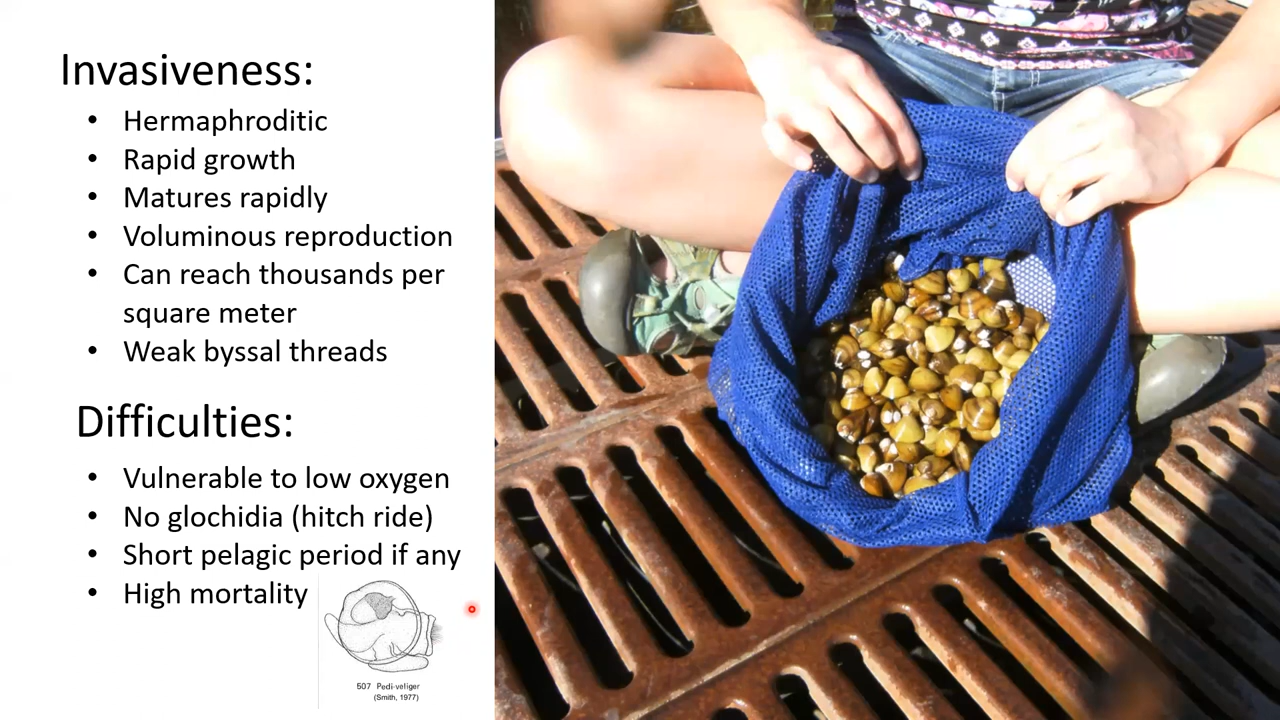 Invasiveness:
• Hermaphroditic
• Rapid growth
• Matures rapidly
• Voluminous reproduction
• Can reach thousands per
square meter
• Weak byssal threads
Difficulties:
• Vulnerable to low oxygen
• No glochidia (hitch ride)
• Short pelagic period if any
• High mortality
507 Pedi-veliger
(Smith, 1977)